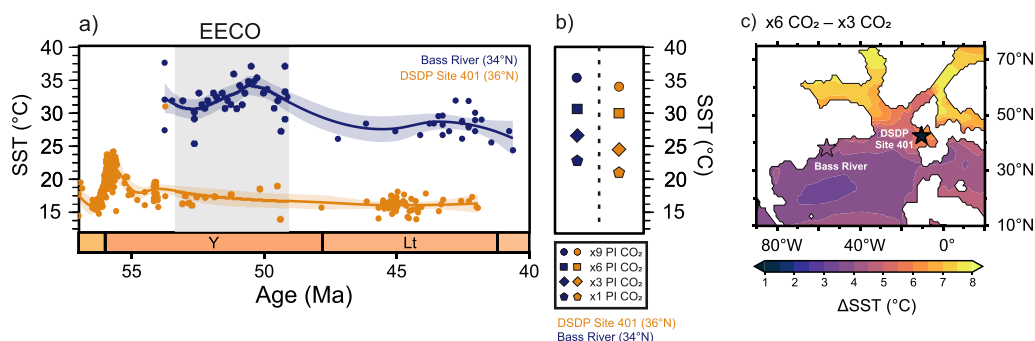 a)
EECO
Bass River (34°N)
DSDP Site 401 (36°N)
SST (°C)
40
35
30
25
20
15
Y
Lt
55
50
45
40
Age (Ma)
b)
40
35
30
25
20
15
SST (°C)
x9 PI CO₂
x6 PI CO₂
x3 PI CO₂
x1 PI CO₂
DSDP Site 401 (36°N)
Bass River (34°N)
c)
x6 CO₂ – x3 CO₂
70°N
50°N
30°N
10°N
DSDP
Site 401
Bass River
80°W
40°W
0°
1 2 3 4 5 6 7 8
ΔSST (°C)